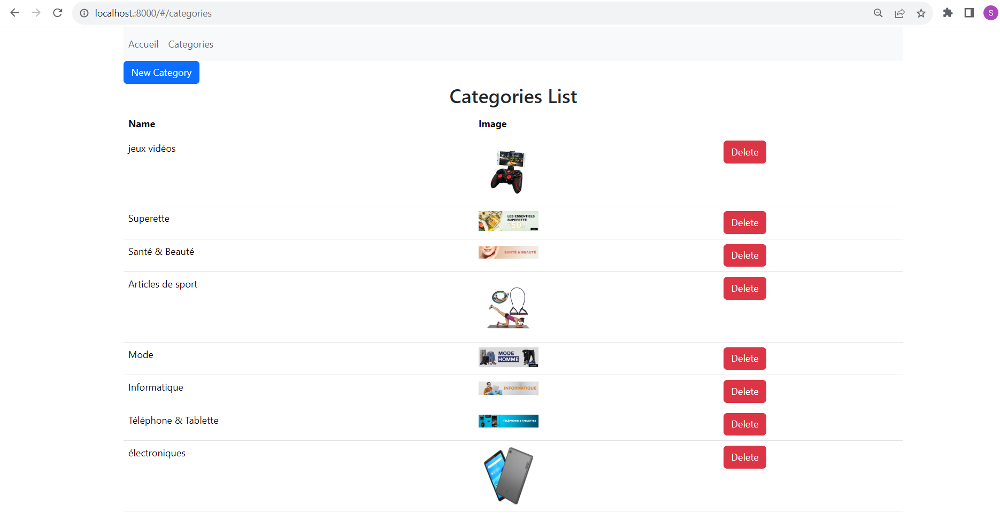 localhost.:8000/#/categories
S
Accueil Categories
New Category
Categories List
Name Image
jeux vidéos Delete
Superette LES ESSENTIELS SUPERETTE -50% Delete
Santé & Beauté SANTÉ & BEAUTÉ Delete
Articles de sport Delete
Mode MODE HOMME Delete
Informatique INFORMATIQUE Delete
Téléphone & Tablette TÉLÉPHONIE & TABLETTES Delete
électroniques Delete